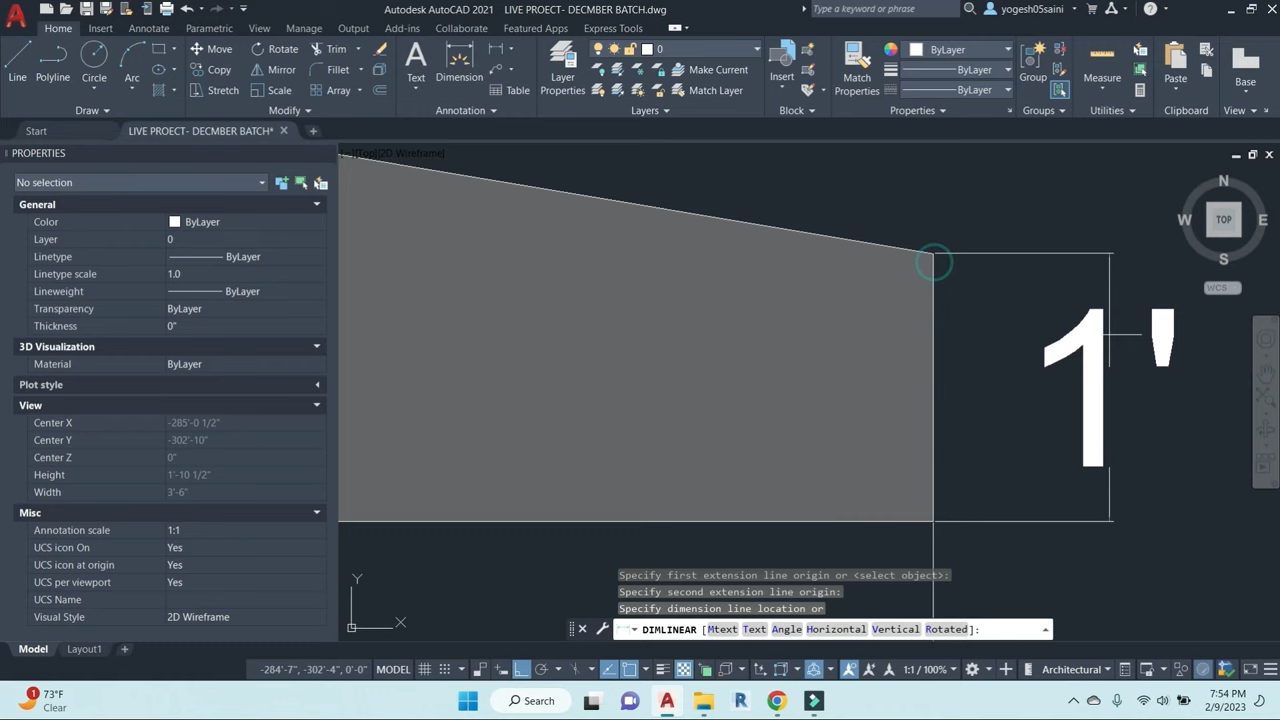 Autodesk AutoCAD 2021 LIVE PROECT- DECMBER BATCH.dwg
Type a keyword or phrase
yogesh05saini
Home Insert Annotate Parametric View Manage Output Add-ins Collaborate Featured Apps Express Tools
Line Polyline Circle Arc
Move Rotate Trim
Copy Mirror Fillet
Stretch Scale Array
Text Dimension Table
Layer Properties
0
Make Current
Match Layer
Insert
Match Properties
ByLayer
ByLayer
ByLayer
Group
Measure
Paste
Base
Draw Modify Annotation Layers Block Properties Groups Utilities Clipboard View
Start LIVE PROECT- DECMBER BATCH*
PROPERTIES
No selection
General
Color ByLayer
Layer 0
Linetype ByLayer
Linetype scale 1.0
Lineweight ByLayer
Transparency ByLayer
Thickness 0"
3D Visualization
Material ByLayer
Plot style
View
Center X -285'-0 1/2"
Center Y -302'-10"
Center Z 0"
Height 1'-10 1/2"
Width 3'-6"
Misc
Annotation scale 1:1
UCS icon On Yes
UCS icon at origin Yes
UCS per viewport Yes
UCS Name
Visual Style 2D Wireframe
N
W TOP E
S
WCS
1'
Y
X
Specify first extension line origin or <select object>:
Specify second extension line origin:
Specify dimension line location or
DIMLINEAR [Mtext Text Angle Horizontal Vertical Rotated]:
Model Layout1
-284'-7", -302'-4", 0'-0" MODEL
1:1 / 100%
Architectural
73°F
Clear
1
Search
7:54 PM
2/9/2023